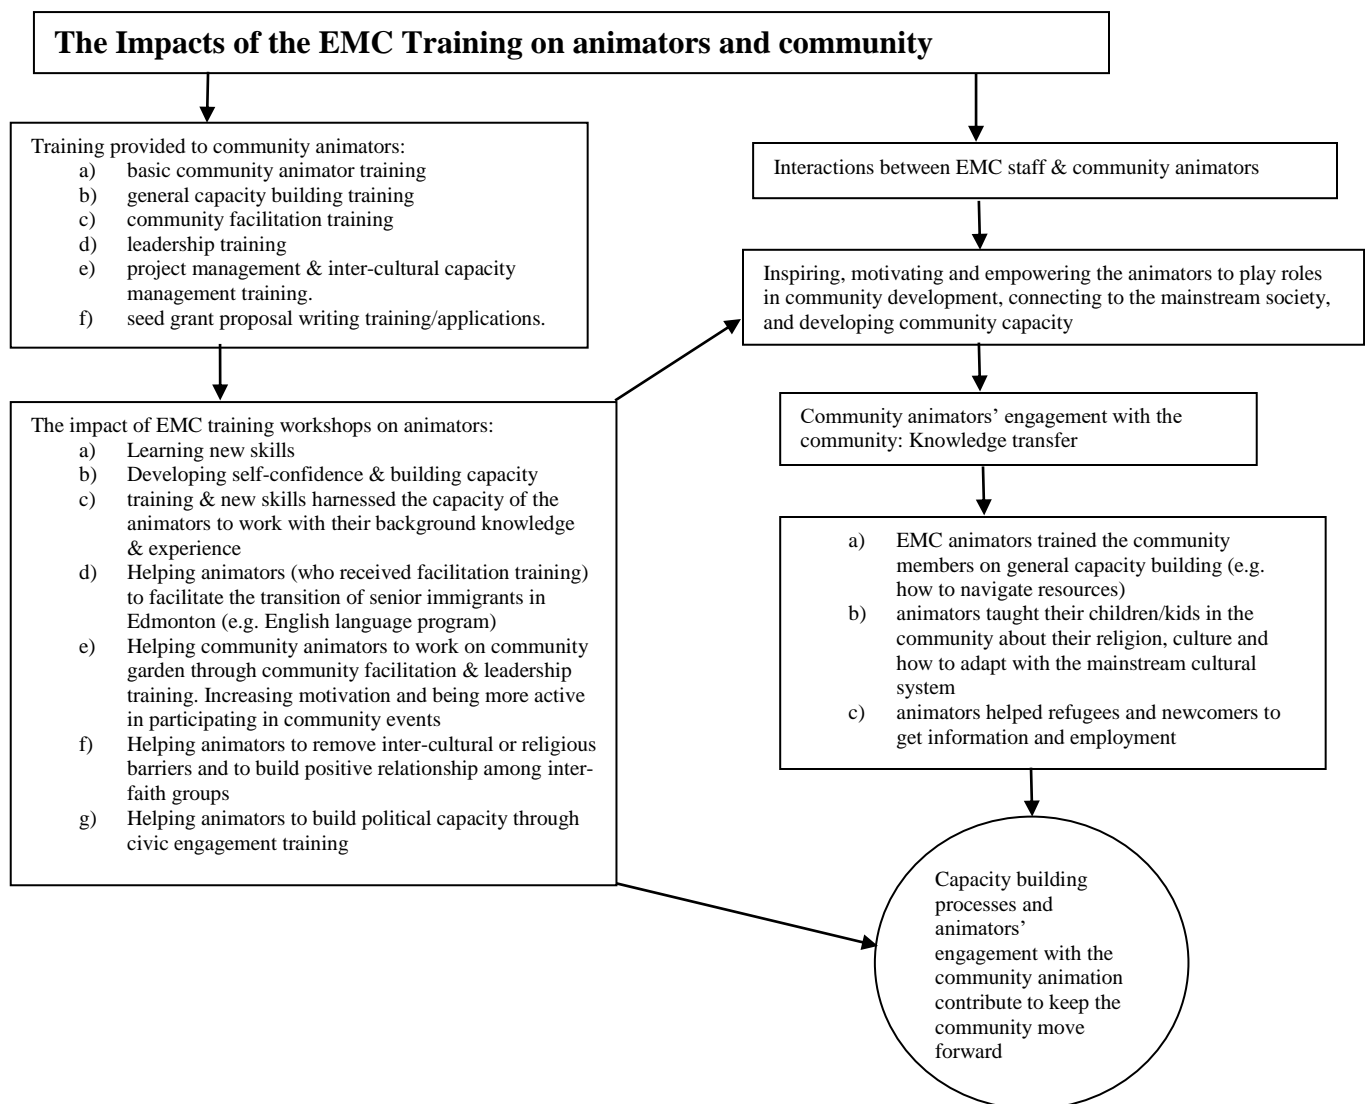 The Impacts of the EMC Training on animators and community
Training provided to community animators:
a) basic community animator training
b) general capacity building training
c) community facilitation training
d) leadership training
e) project management & inter-cultural capacity
management training.
f) seed grant proposal writing training/applications.
The impact of EMC training workshops on animators:
a) Learning new skills
b) Developing self-confidence & building capacity
c) training & new skills harnessed the capacity of the
animators to work with their background knowledge
& experience
d) Helping animators (who received facilitation training)
to facilitate the transition of senior immigrants in
Edmonton (e.g. English language program)
e) Helping community animators to work on community
garden through community facilitation & leadership
training. Increasing motivation and being more active
in participating in community events
f) Helping animators to remove inter-cultural or religious
barriers and to build positive relationship among inter-
faith groups
g) Helping animators to build political capacity through
civic engagement training
Interactions between EMC staff & community animators
Inspiring, motivating and empowering the animators to play roles
in community development, connecting to the mainstream society,
and developing community capacity
Community animators’ engagement with the
community: Knowledge transfer
a) EMC animators trained the community
members on general capacity building (e.g.
how to navigate resources)
b) animators taught their children/kids in the
community about their religion, culture and
how to adapt with the mainstream cultural
system
c) animators helped refugees and newcomers to
get information and employment
Capacity building
processes and
animators’
engagement with the
community animation
contribute to keep the
community move
forward